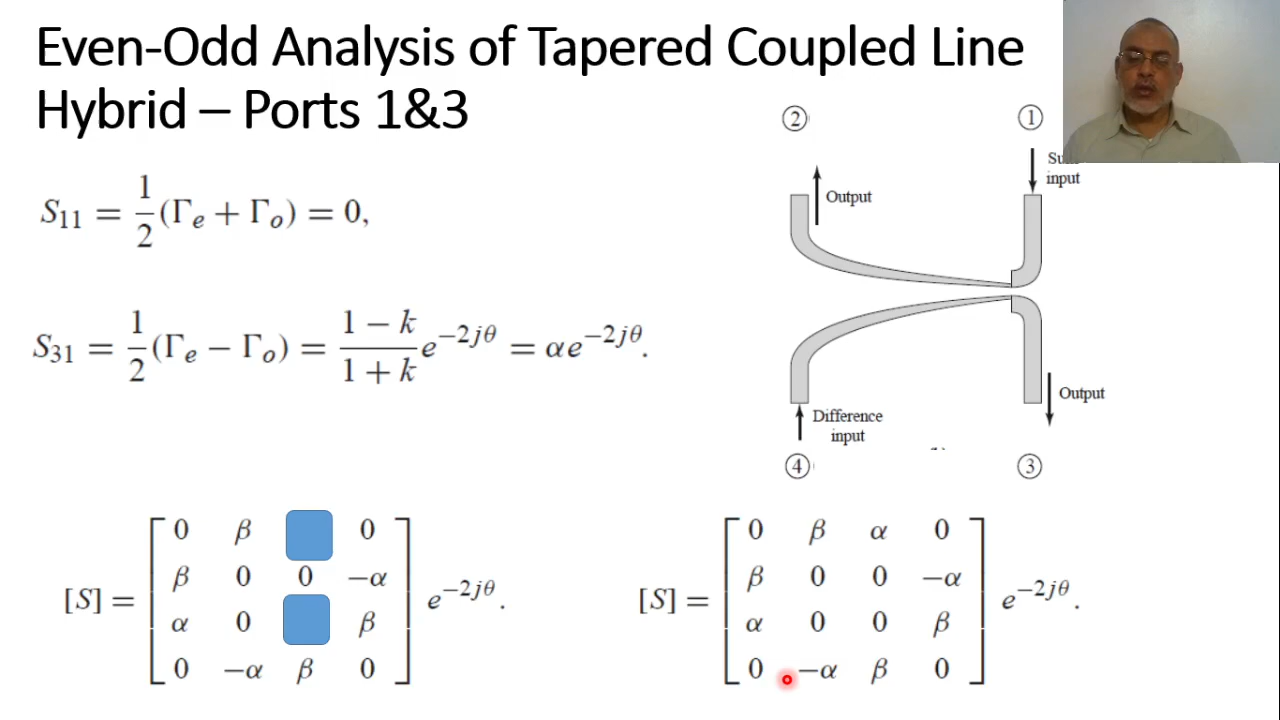 Even-Odd Analysis of Tapered Coupled Line
Hybrid – Ports 1&3
S₁₁ = 1/2 (Γₑ + Γₒ) = 0,
S₃₁ = 1/2 (Γₑ − Γₒ) = (1 − k)/(1 + k) e^{−2jθ} = αe^{−2jθ}.
② ①
input
Output
Output
Difference
input
④ ③
[S] = [ 0 β 0
β 0 0 −α
α 0 β
0 −α β 0 ] e^{−2jθ}.
[S] = [ 0 β α 0
β 0 0 −α
α 0 0 β
0 −α β 0 ] e^{−2jθ}.